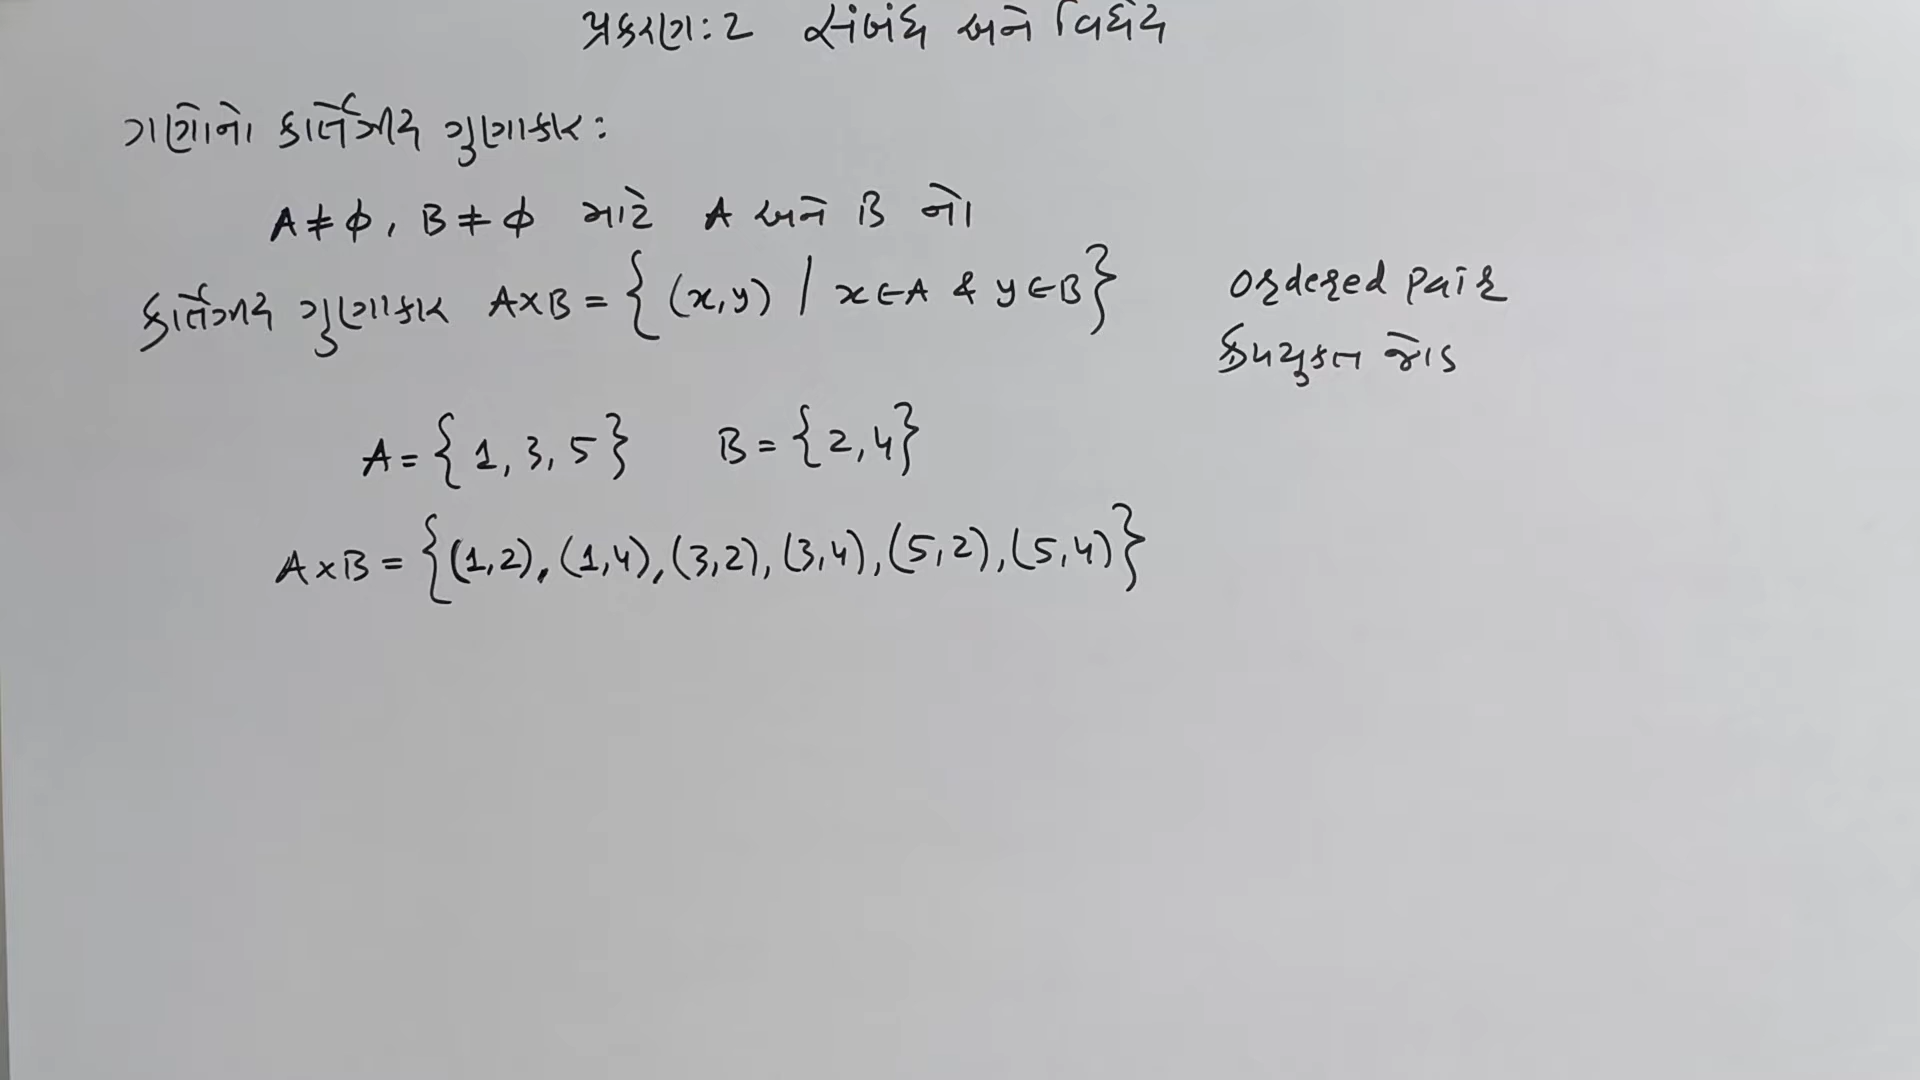 પ્રકરણ: 2 સંબંધ અને વિધેય
ગણોનો કાર્તેઝીય ગુણાકાર:
A ≠ ϕ, B ≠ ϕ માટે A અને B નો
કાર્તેઝીય ગુણાકાર A×B = { (x,y) | x∈A & y∈B }
ordered pair
ક્રમયુક્ત જોડ
A = { 1, 3, 5 } B = { 2, 4 }
A×B = { (1,2), (1,4), (3,2), (3,4), (5,2), (5,4) }